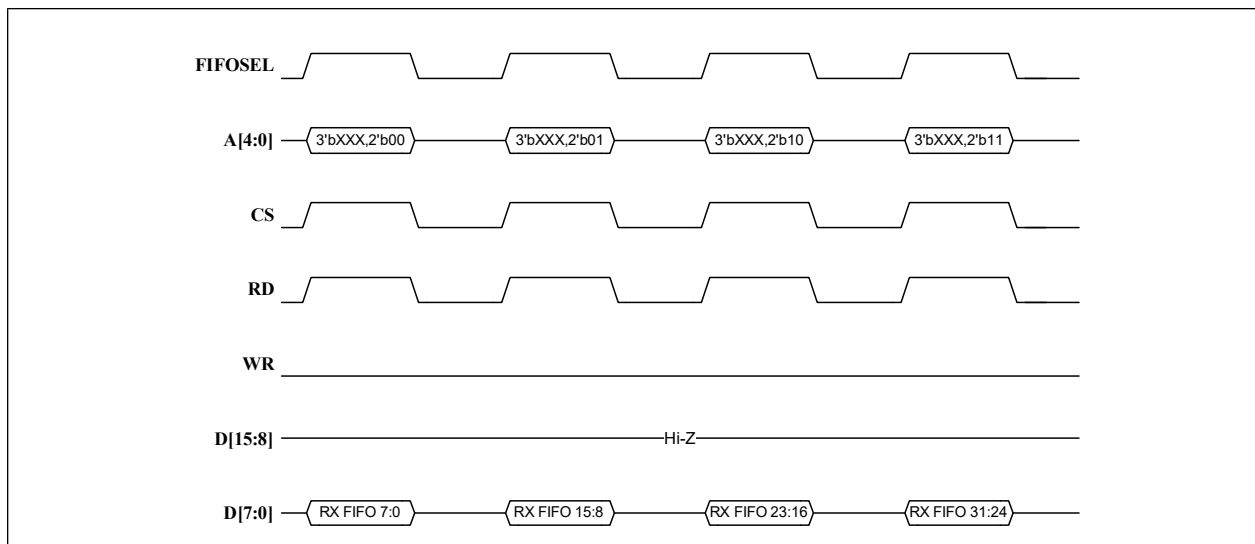 FIFOSEL
A[4:0] 3'bXXX,2'b00 3'bXXX,2'b01 3'bXXX,2'b10 3'bXXX,2'b11
CS
RD
WR
D[15:8] Hi-Z
D[7:0] RX FIFO 7:0 RX FIFO 15:8 RX FIFO 23:16 RX FIFO 31:24